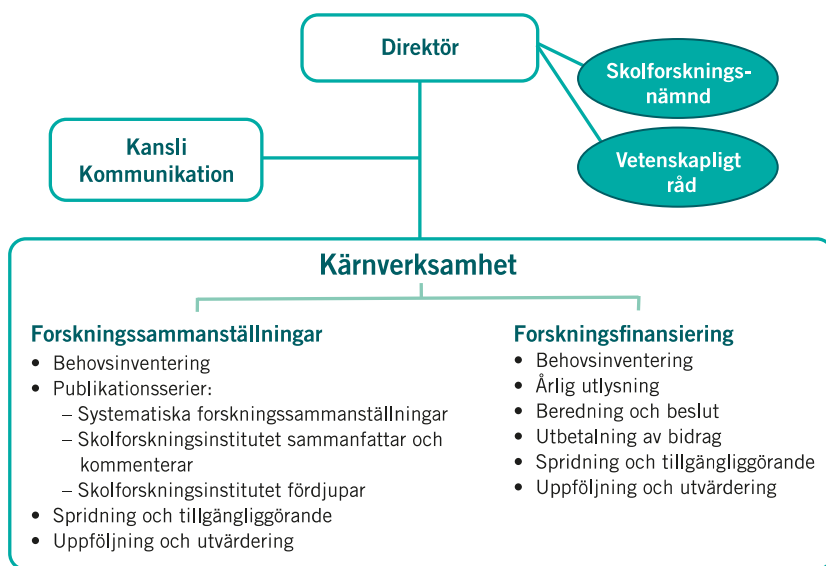 Direktör
Skolforsknings-
nämnd
Kansli
Kommunikation
Vetenskapligt
råd
Kärnverksamhet
Forskningssammanställningar
• Behovsinventering
• Publikationsserier:
– Systematiska forskningssammanställningar
– Skolforskningsinstitutet sammanfattar och
kommenterar
– Skolforskningsinstitutet fördjupar
• Spridning och tillgängliggörande
• Uppföljning och utvärdering
Forskningsfinansiering
• Behovsinventering
• Årlig utlysning
• Beredning och beslut
• Utbetalning av bidrag
• Spridning och tillgängliggörande
• Uppföljning och utvärdering